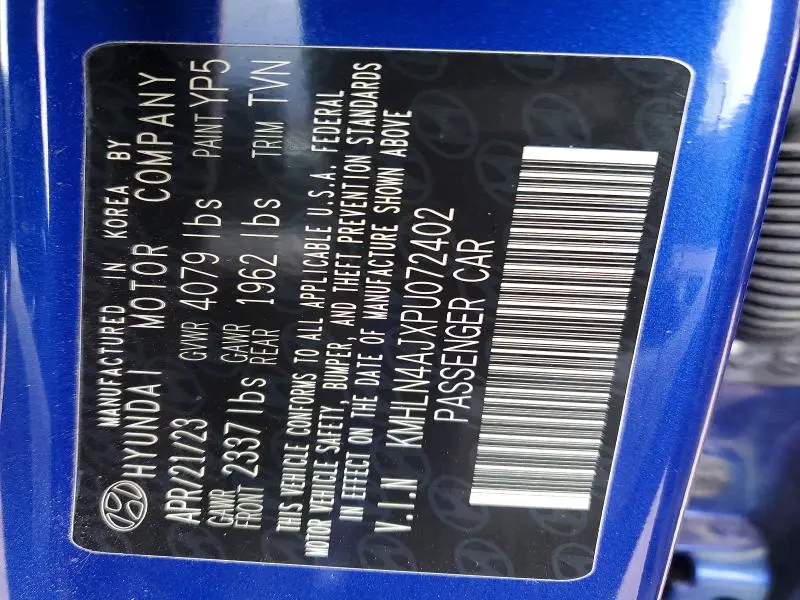 MANUFACTURED IN KOREA BY
HYUNDAI MOTOR COMPANY
APR/21/23 GVWR 4079 lbs PAINT YP5
GAWR FRONT 2337 lbs GAWR REAR 1962 lbs TRIM TVN
THIS VEHICLE CONFORMS TO ALL APPLICABLE U.S.A. FEDERAL
MOTOR VEHICLE SAFETY, BUMPER, AND THEFT PREVENTION STANDARDS
IN EFFECT ON THE DATE OF MANUFACTURE SHOWN ABOVE
V.I.N KMHLN4AJXPU072402
PASSENGER CAR